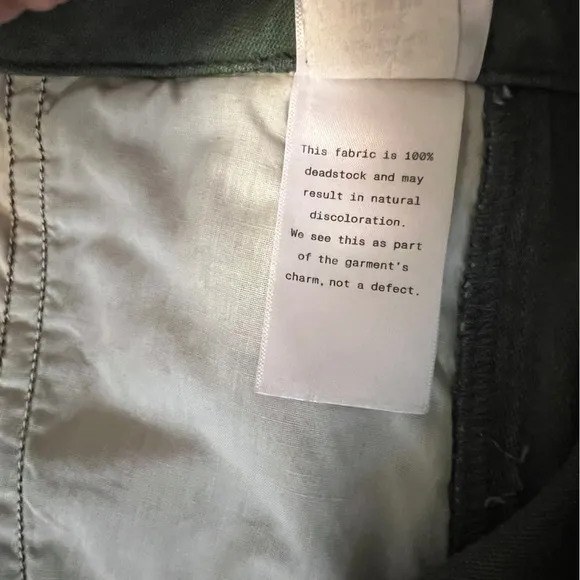 This fabric is 100%
deadstock and may
result in natural
discoloration.
We see this as part
of the garment's
charm, not a defect.